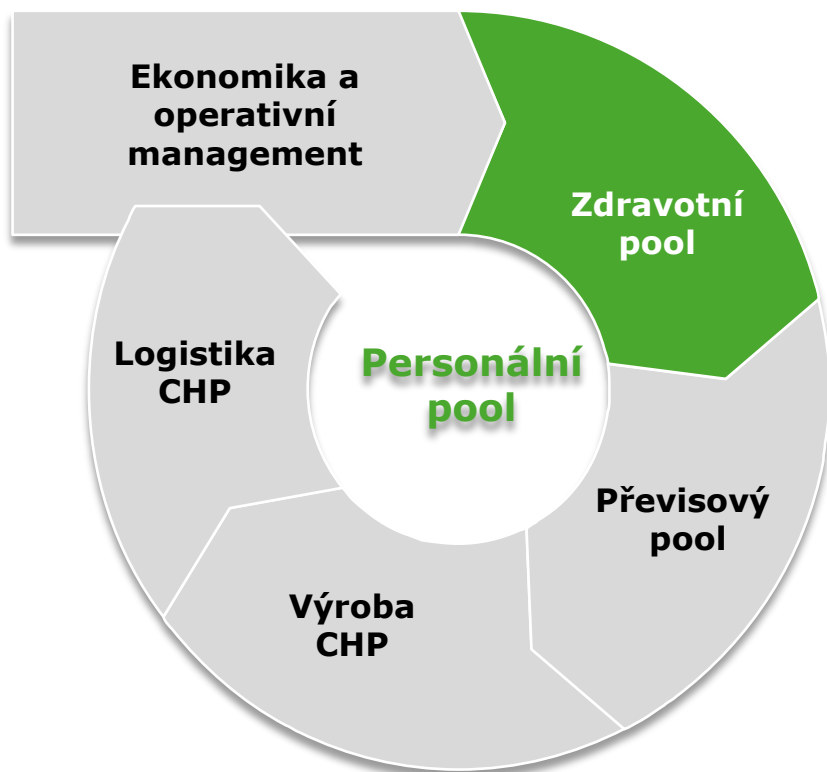 Ekonomika a
operativní
management
Zdravotní
pool
Logistika
CHP
Personální
pool
Převisový
pool
Výroba
CHP